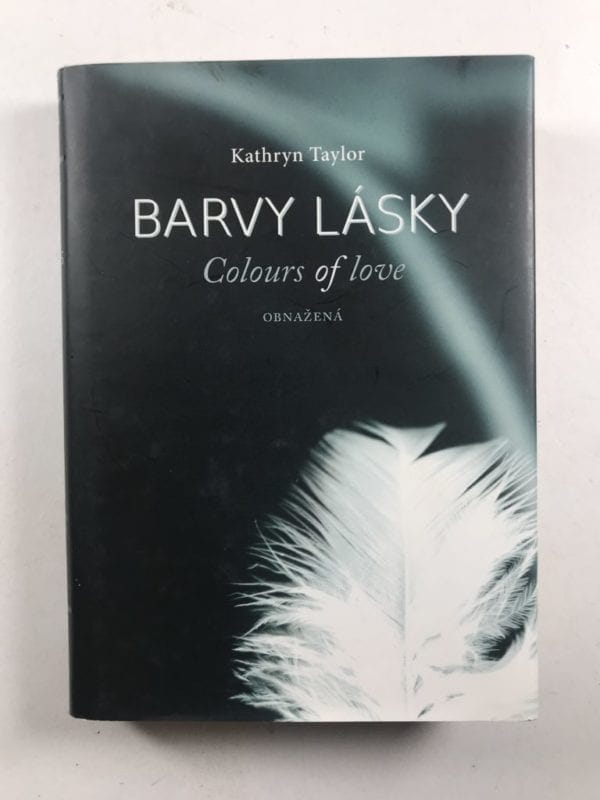 Kathryn Taylor
BARVY LÁSKY
Colours of love
OBNAŽENÁ